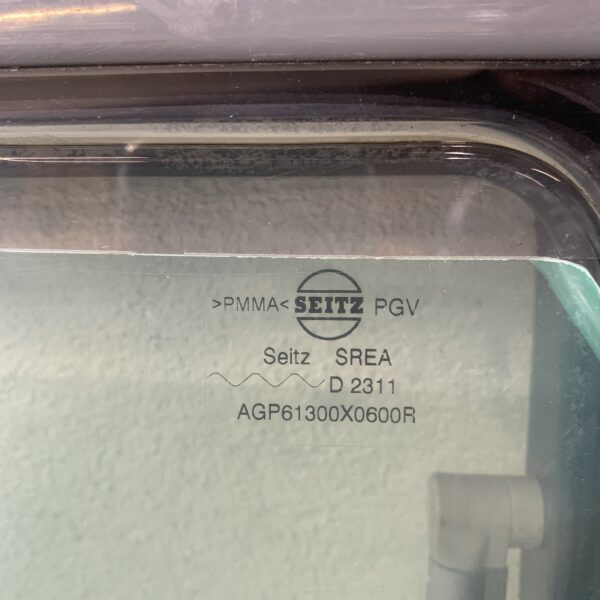 >PMMA< SEITZ PGV
Seitz SREA
D 2311
AGP61300X0600R